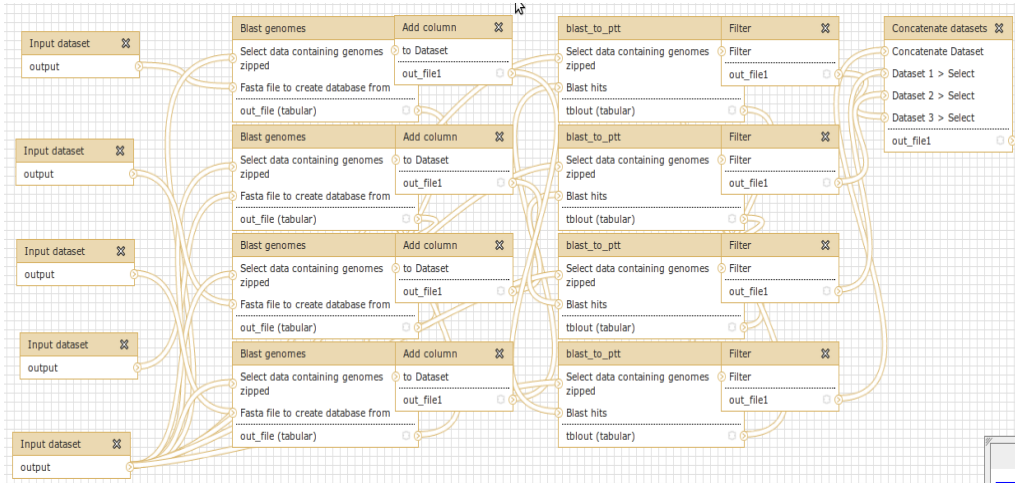 Input dataset
output
Input dataset
output
Input dataset
output
Input dataset
output
Input dataset
output
Blast genomes
Select data containing genomes
zipped
Fasta file to create database from
out_file (tabular)
Blast genomes
Select data containing genomes
zipped
Fasta file to create database from
out_file (tabular)
Blast genomes
Select data containing genomes
zipped
Fasta file to create database from
out_file (tabular)
Blast genomes
Select data containing genomes
zipped
Fasta file to create database from
out_file (tabular)
Add column
to Dataset
out_file1
Add column
to Dataset
out_file1
Add column
to Dataset
out_file1
Add column
to Dataset
out_file1
blast_to_ptt
Select data containing genomes
zipped
Blast hits
tblout (tabular)
blast_to_ptt
Select data containing genomes
zipped
Blast hits
tblout (tabular)
blast_to_ptt
Select data containing genomes
zipped
Blast hits
tblout (tabular)
blast_to_ptt
Select data containing genomes
zipped
Blast hits
tblout (tabular)
Filter
Filter
out_file1
Filter
Filter
out_file1
Filter
Filter
out_file1
Filter
Filter
out_file1
Concatenate datasets
Concatenate Dataset
Dataset 1 > Select
Dataset 2 > Select
Dataset 3 > Select
out_file1